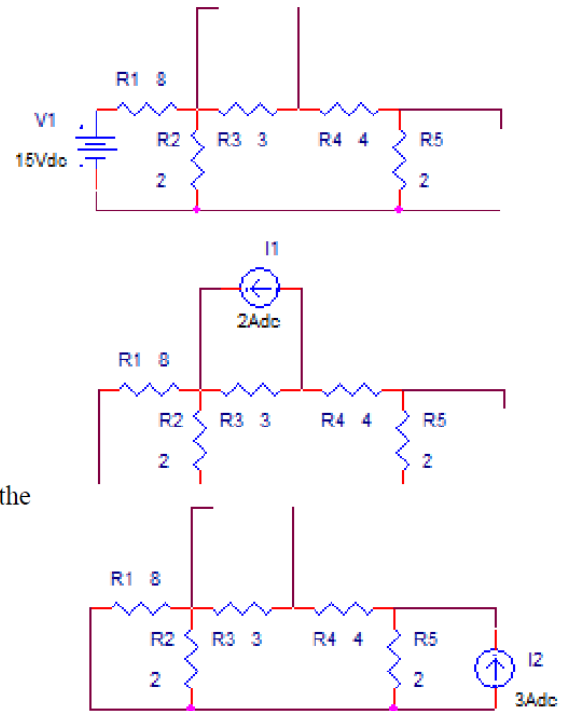 R1 8
V1
R2 R3 3 R4 4 R5
15Vdc
2 2
I1
2Adc
R1 8
R2 R3 3 R4 4 R5
2 2
the
R1 8
R2 R3 3 R4 4 R5
I2
2 2
3Adc